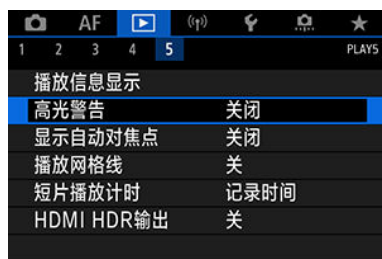 AF
1 2 3 4 5 PLAY5
播放信息显示
高光警告 关闭
显示自动对焦点 关闭
播放网格线 关
短片播放计时 记录时间
HDMI HDR输出 关